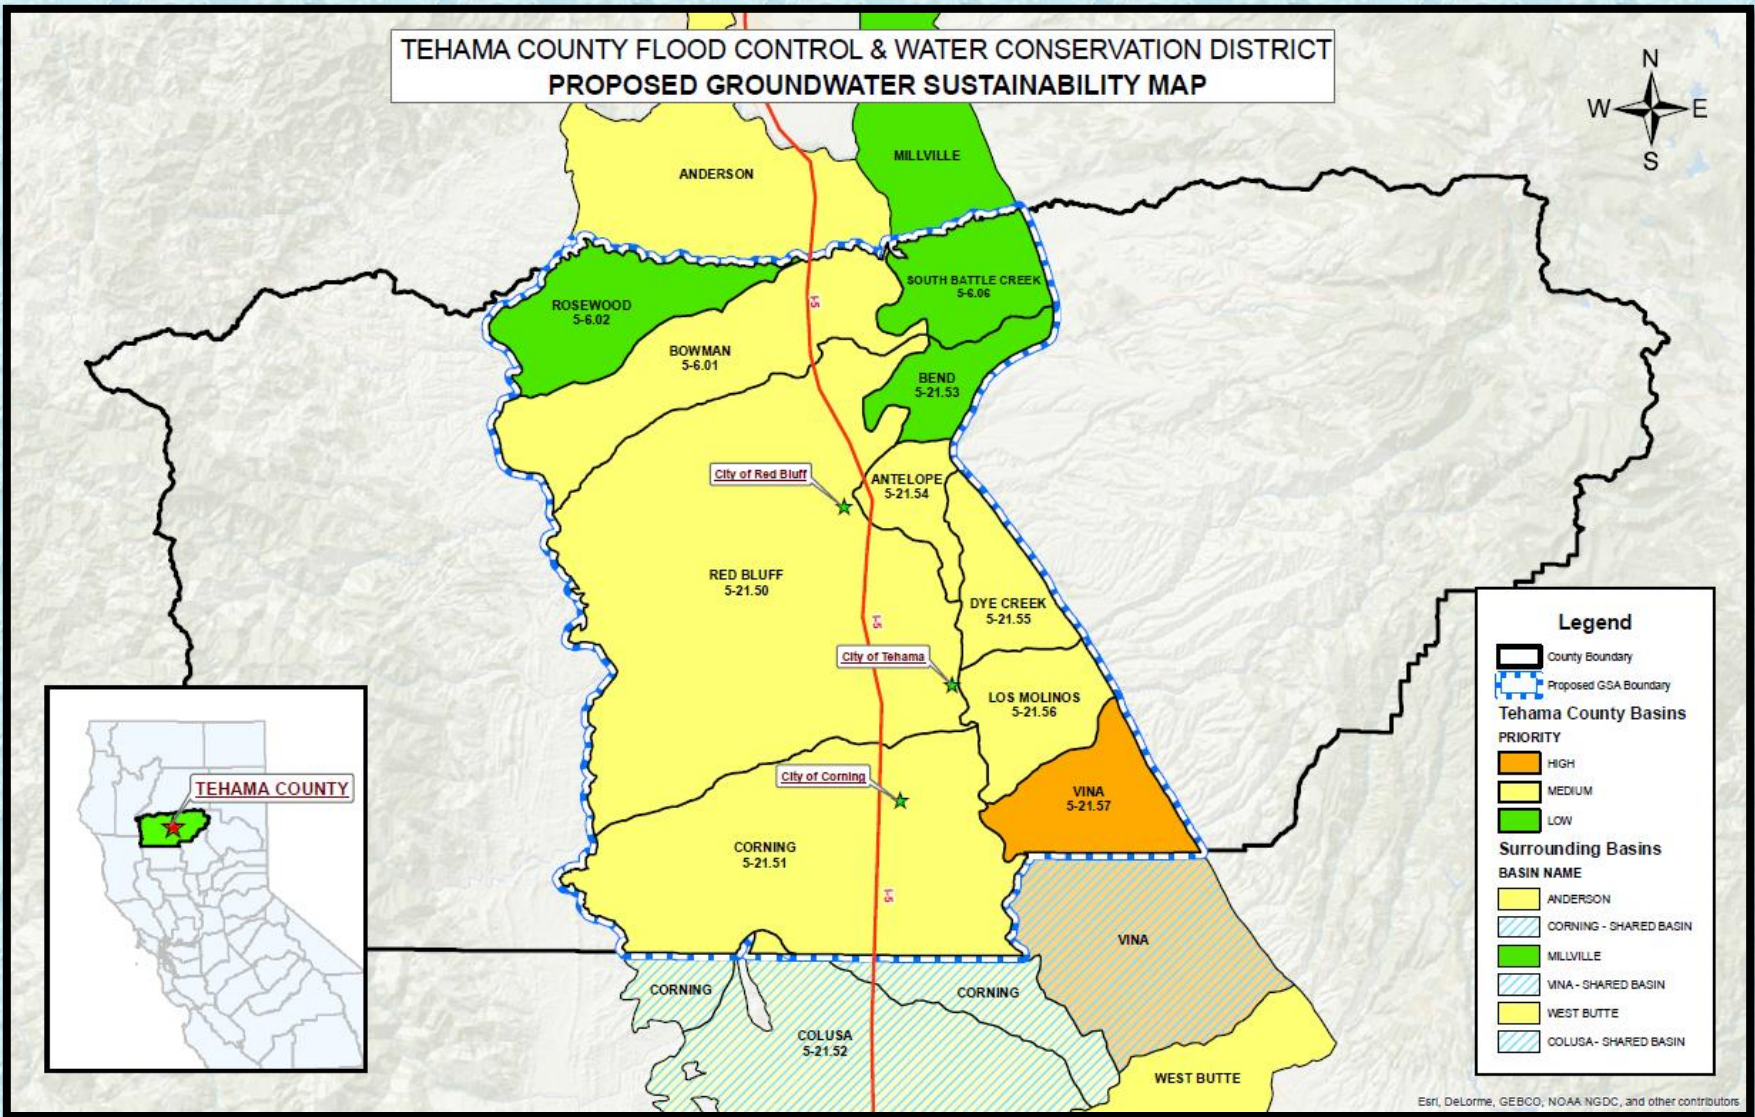 TEHAMA COUNTY FLOOD CONTROL & WATER CONSERVATION DISTRICT
PROPOSED GROUNDWATER SUSTAINABILITY MAP
N
W
E
S
MILLVILLE
ANDERSON
SOUTH BATTLE CREEK
5-6.06
ROSEWOOD
5-6.02
I-5
BOWMAN
5-6.01
BEND
5-21.53
City of Red Bluff
ANTELOPE
5-21.54
RED BLUFF
5-21.50
DYE CREEK
5-21.55
I-5
City of Tehama
LOS MOLINOS
5-21.56
City of Corning
VINA
5-21.57
CORNING
5-21.51
I-5
VINA
CORNING
CORNING
COLUSA
5-21.52
WEST BUTTE
TEHAMA COUNTY
Legend
County Boundary
Proposed GSA Boundary
Tehama County Basins
PRIORITY
HIGH
MEDIUM
LOW
Surrounding Basins
BASIN NAME
ANDERSON
CORNING - SHARED BASIN
MILLVILLE
VINA - SHARED BASIN
WEST BUTTE
COLUSA - SHARED BASIN
Esri, DeLorme, GEBCO, NOAA NGDC, and other contributors